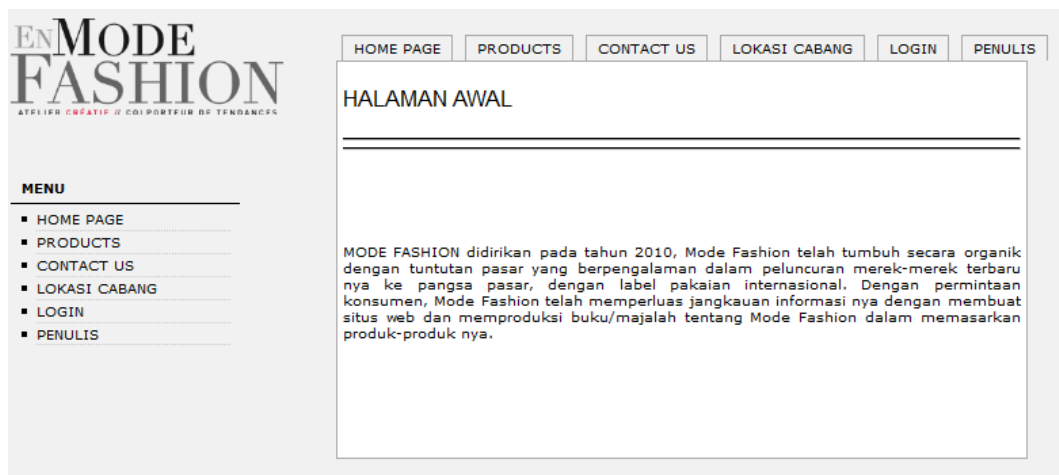 ENMODE
FASHION
ATELIER CRÉATIF // COLPORTEUR DE TENDANCES
HOME PAGE PRODUCTS CONTACT US LOKASI CABANG LOGIN PENULIS
HALAMAN AWAL
MENU
HOME PAGE
PRODUCTS
CONTACT US
LOKASI CABANG
LOGIN
PENULIS
MODE FASHION didirikan pada tahun 2010, Mode Fashion telah tumbuh secara organik
dengan tuntutan pasar yang berpengalaman dalam peluncuran merek-merek terbaru
nya ke pangsa pasar, dengan label pakaian internasional. Dengan permintaan
konsumen, Mode Fashion telah memperluas jangkauan informasi nya dengan membuat
situs web dan memproduksi buku/majalah tentang Mode Fashion dalam memasarkan
produk-produk nya.